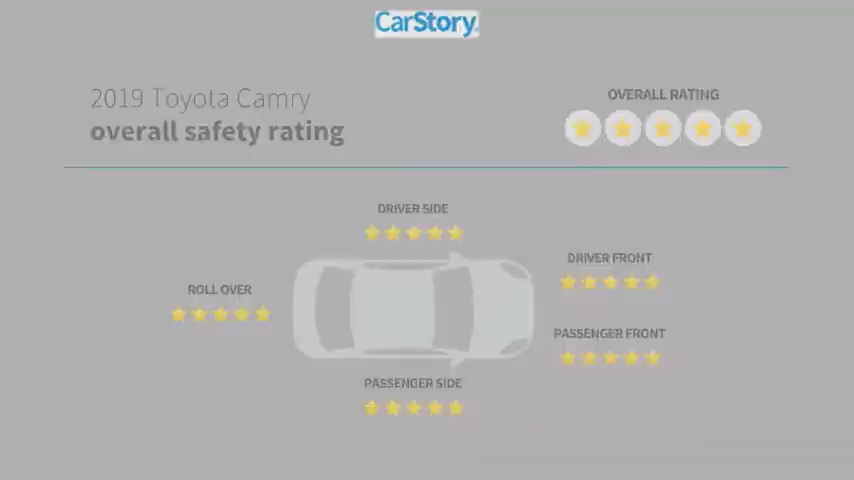 CarStory
2019 Toyota Camry
overall safety rating
OVERALL RATING
DRIVER SIDE
DRIVER FRONT
ROLL OVER
PASSENGER FRONT
PASSENGER SIDE